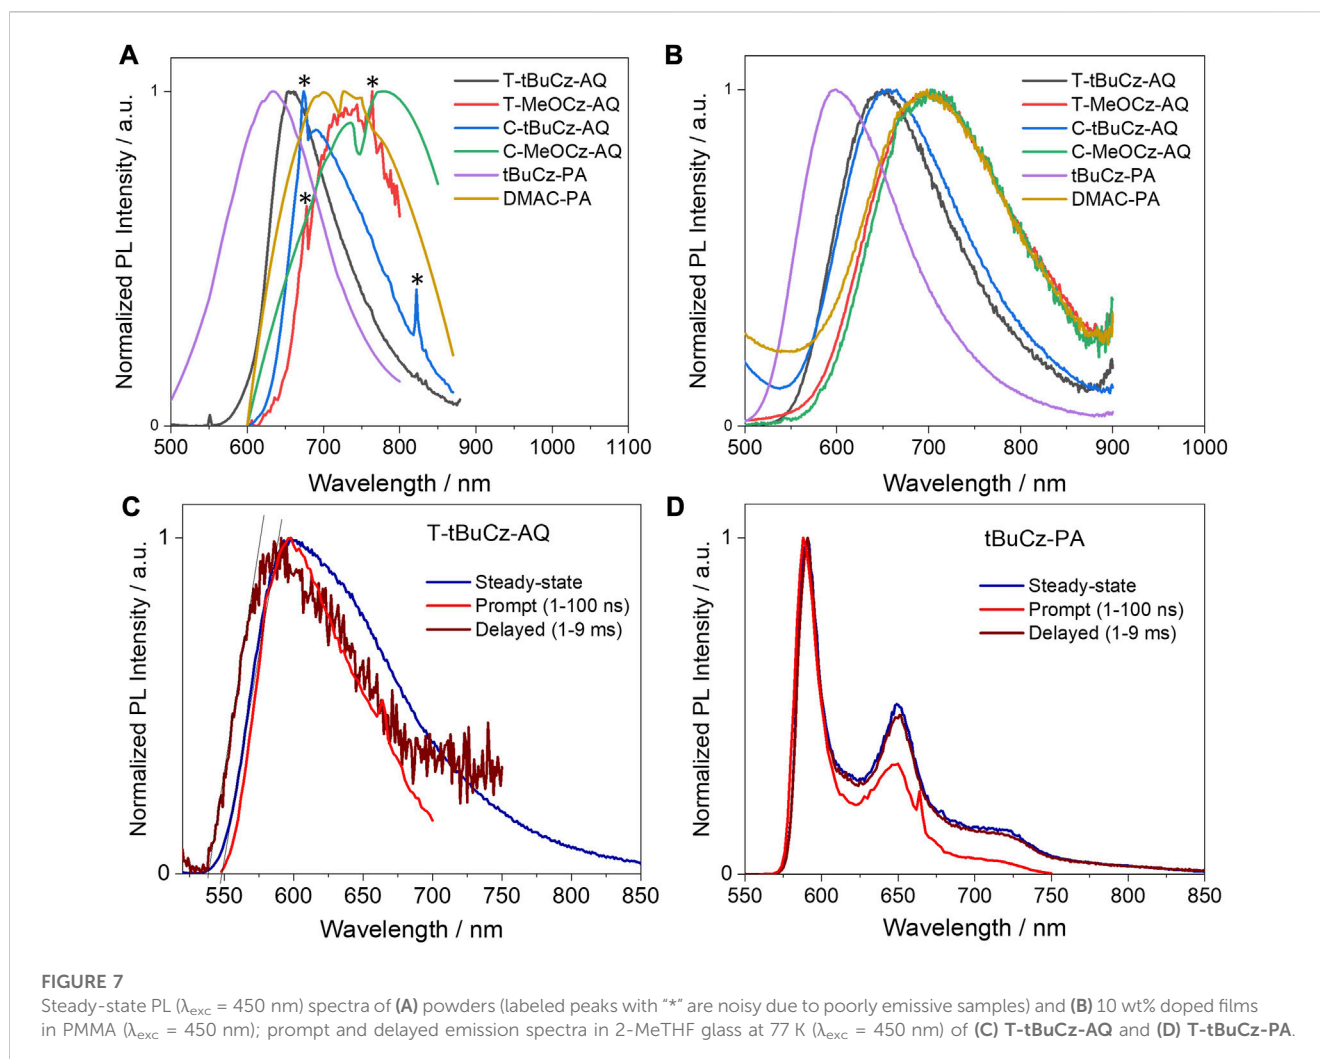 A
* *
T-tBuCz-AQ
T-MeOCz-AQ
C-tBuCz-AQ
C-MeOCz-AQ
tBuCz-PA
DMAC-PA
*
*
1
0
Normalized PL Intensity / a.u.
500 600 700 800 900 1000 1100
Wavelength / nm
B
T-tBuCz-AQ
T-MeOCz-AQ
C-tBuCz-AQ
C-MeOCz-AQ
tBuCz-PA
DMAC-PA
1
0
Normalized PL Intensity / a.u.
500 600 700 800 900 1000
Wavelength / nm
C
T-tBuCz-AQ
Steady-state
Prompt (1-100 ns)
Delayed (1-9 ms)
1
0
Normalized PL Intensity / a.u.
550 600 650 700 750 800 850
Wavelength / nm
D
tBuCz-PA
Steady-state
Prompt (1-100 ns)
Delayed (1-9 ms)
1
0
Normalized PL Intensity / a.u.
550 600 650 700 750 800 850
Wavelength / nm
FIGURE 7
Steady-state PL (λexc = 450 nm) spectra of (A) powders (labeled peaks with "*" are noisy due to poorly emissive samples) and (B) 10 wt% doped films
in PMMA (λexc = 450 nm); prompt and delayed emission spectra in 2-MeTHF glass at 77 K (λexc = 450 nm) of (C) T-tBuCz-AQ and (D) T-tBuCz-PA.